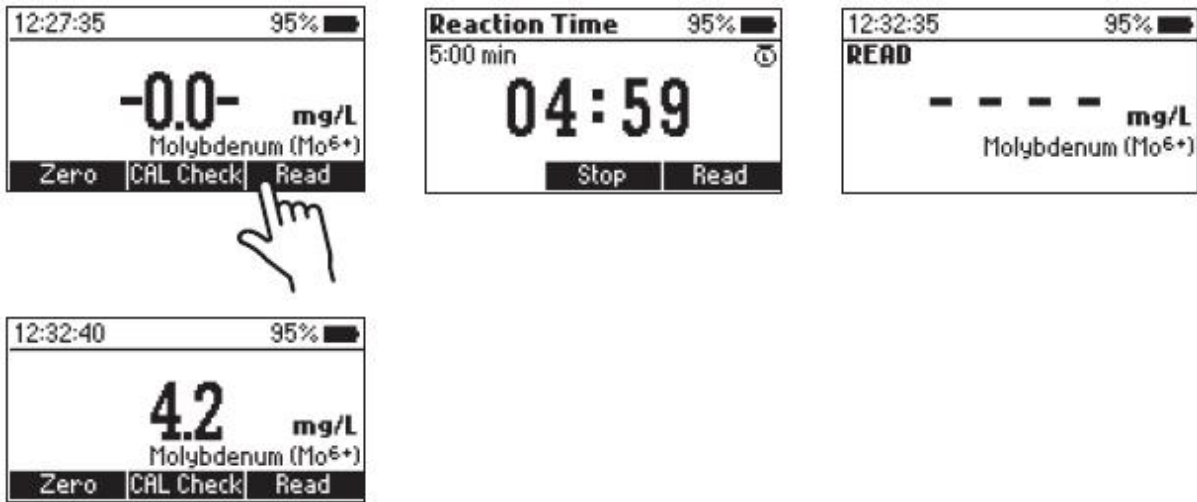 12:27:35 95%
-0.0- mg/L
Molybdenum (Mo⁶⁺)
Zero CAL Check Read
Reaction Time 95%
5:00 min
04:59
Stop Read
12:32:35 95%
READ
- - - - mg/L
Molybdenum (Mo⁶⁺)
12:32:40 95%
4.2 mg/L
Molybdenum (Mo⁶⁺)
Zero CAL Check Read